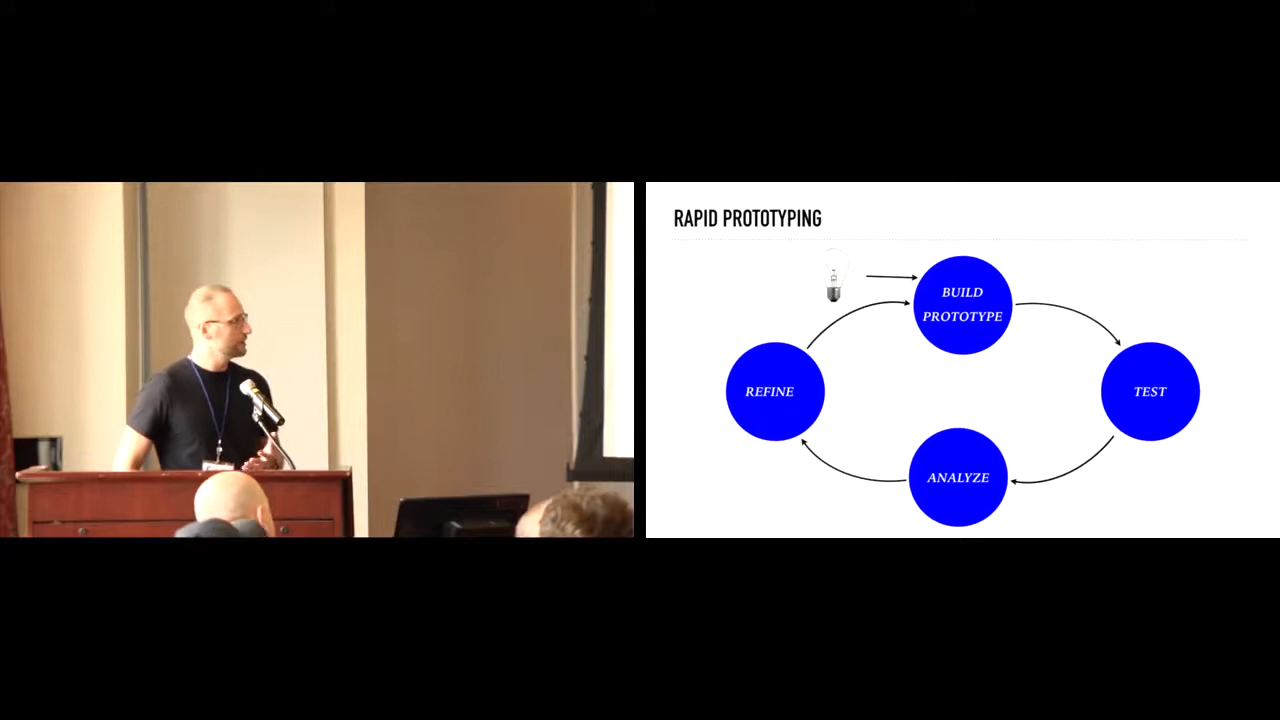 RAPID PROTOTYPING
BUILD
PROTOTYPE
REFINE
TEST
ANALYZE